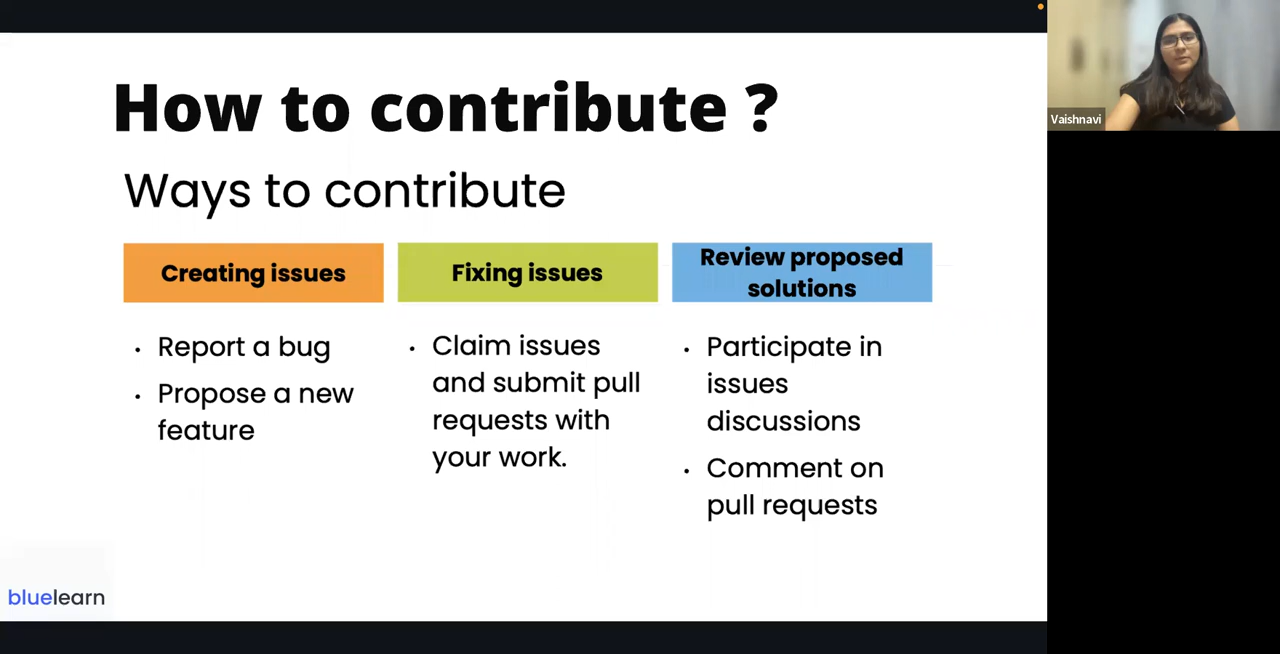 How to contribute ?
Vaishnavi
Ways to contribute
Creating issues
Fixing issues
Review proposed
solutions
• Report a bug
• Propose a new
feature
• Claim issues
and submit pull
requests with
your work.
• Participate in
issues
discussions
• Comment on
pull requests
bluelearn